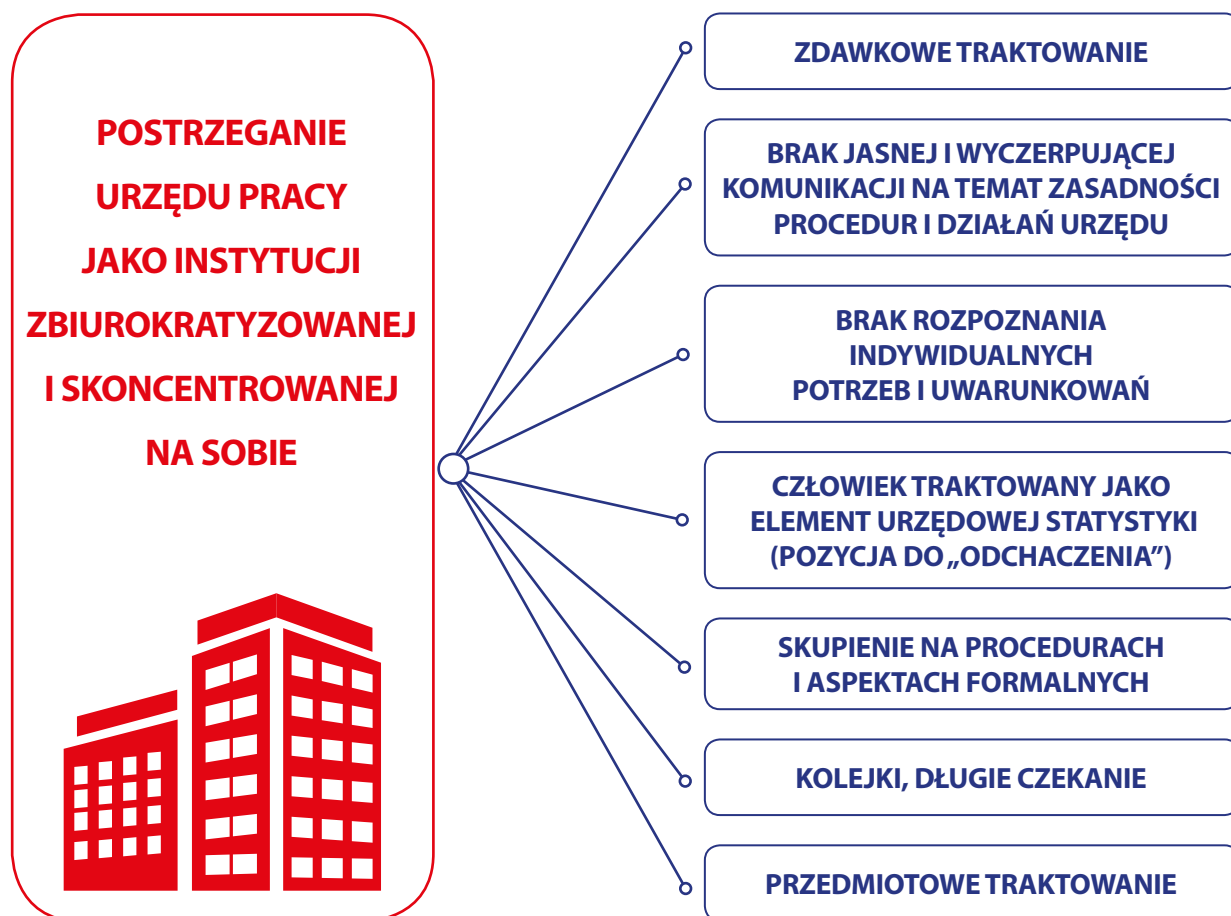 POSTRZEGANIE
URZĘDU PRACY
JAKO INSTYTUCJI
ZBIUROKRATYZOWANEJ
I SKONCENTROWANEJ
NA SOBIE
ZDAWKOWE TRAKTOWANIE
BRAK JASNEJ I WYCZERPUJĄCEJ
KOMUNIKACJI NA TEMAT ZASADNOŚCI
PROCEDUR I DZIAŁAŃ URZĘDU
BRAK ROZPOZNANIA
INDYWIDUALNYCH
POTRZEB I UWARUNKOWAŃ
CZŁOWIEK TRAKTOWANY JAKO
ELEMENT URZĘDOWEJ STATYSTYKI
(POZYCJA DO „ODCHACZENIA”)
SKUPIENIE NA PROCEDURACH
I ASPEKTACH FORMALNYCH
KOLEJKI, DŁUGIE CZEKANIE
PRZEDMIOTOWE TRAKTOWANIE